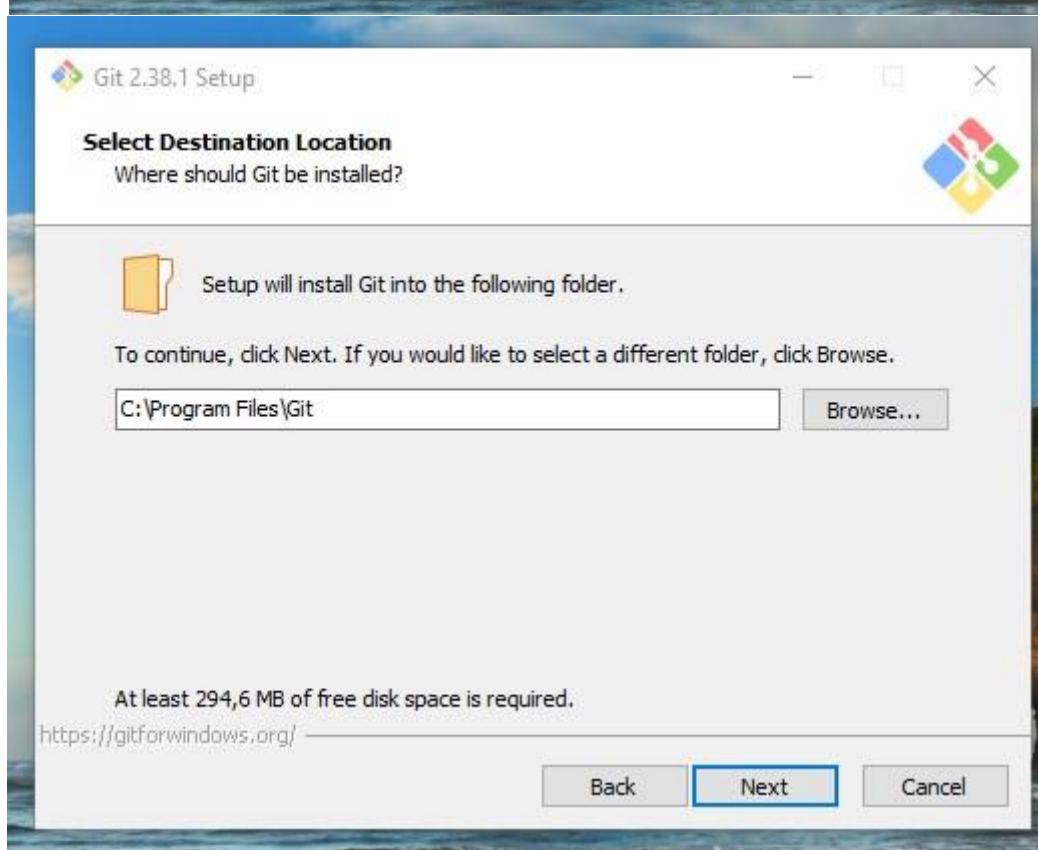 Git 2.38.1 Setup
Select Destination Location
Where should Git be installed?
Setup will install Git into the following folder.
To continue, click Next. If you would like to select a different folder, click Browse.
C:\Program Files\Git
Browse...
At least 294,6 MB of free disk space is required.
https://gitforwindows.org/
Back
Next
Cancel